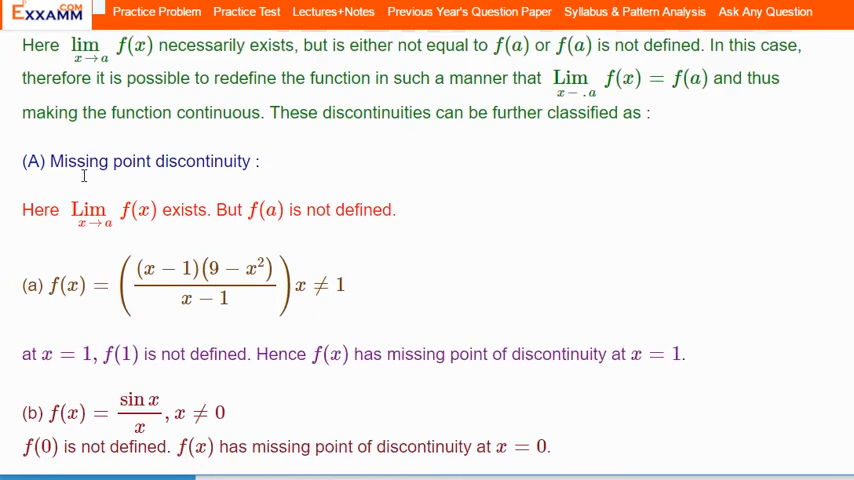 EXXAMM .COM Practice Problem Practice Test Lectures+Notes Previous Year's Question Paper Syllabus & Pattern Analysis Ask Any Question
Here lim x→a f(x) necessarily exists, but is either not equal to f(a) or f(a) is not defined. In this case,
therefore it is possible to redefine the function in such a manner that Lim x−.a f(x) = f(a) and thus
making the function continuous. These discontinuities can be further classified as :
(A) Missing point discontinuity :
Here Lim x→a f(x) exists. But f(a) is not defined.
(a) f(x) = ( (x − 1)(9 − x²) / x − 1 ) x ≠ 1
at x = 1, f(1) is not defined. Hence f(x) has missing point of discontinuity at x = 1.
(b) f(x) = sin x / x , x ≠ 0
f(0) is not defined. f(x) has missing point of discontinuity at x = 0.